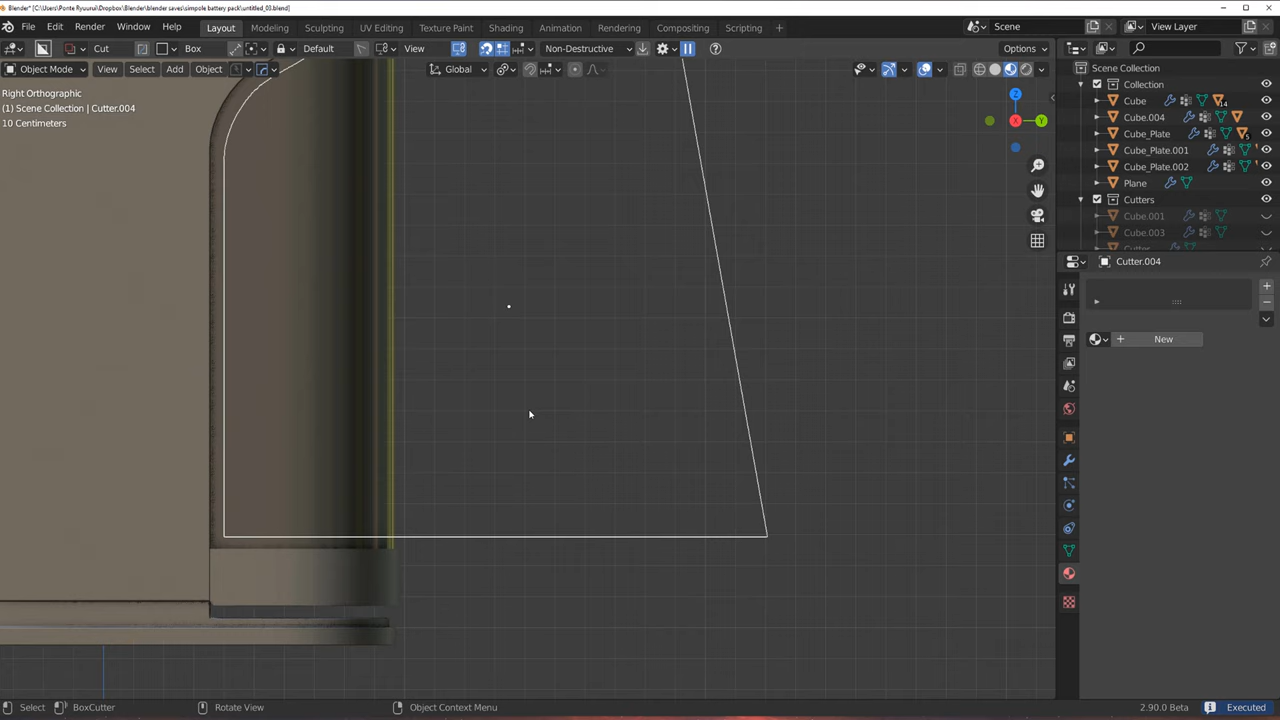 Blender* [C:\Users\Ponte Ryuurui\Dropbox\Blender\blender saves\simpole battery pack\untitled_03.blend]
File Edit Render Window Help Layout Modeling Sculpting UV Editing Texture Paint Shading Animation Rendering Compositing Scripting + Scene View Layer
Cut Box Default View Non-Destructive Options
Object Mode View Select Add Object Global
Right Orthographic
(1) Scene Collection | Cutter.004
10 Centimeters
Z
X
Y
Scene Collection
Collection
Cube 14
Cube.004
Cube_Plate 5
Cube_Plate.001
Cube_Plate.002
Plane
Cutters
Cube.001
Cube.003
Cutter
Cutter.004
New
Select BoxCutter Rotate View Object Context Menu 2.90.0 Beta Executed